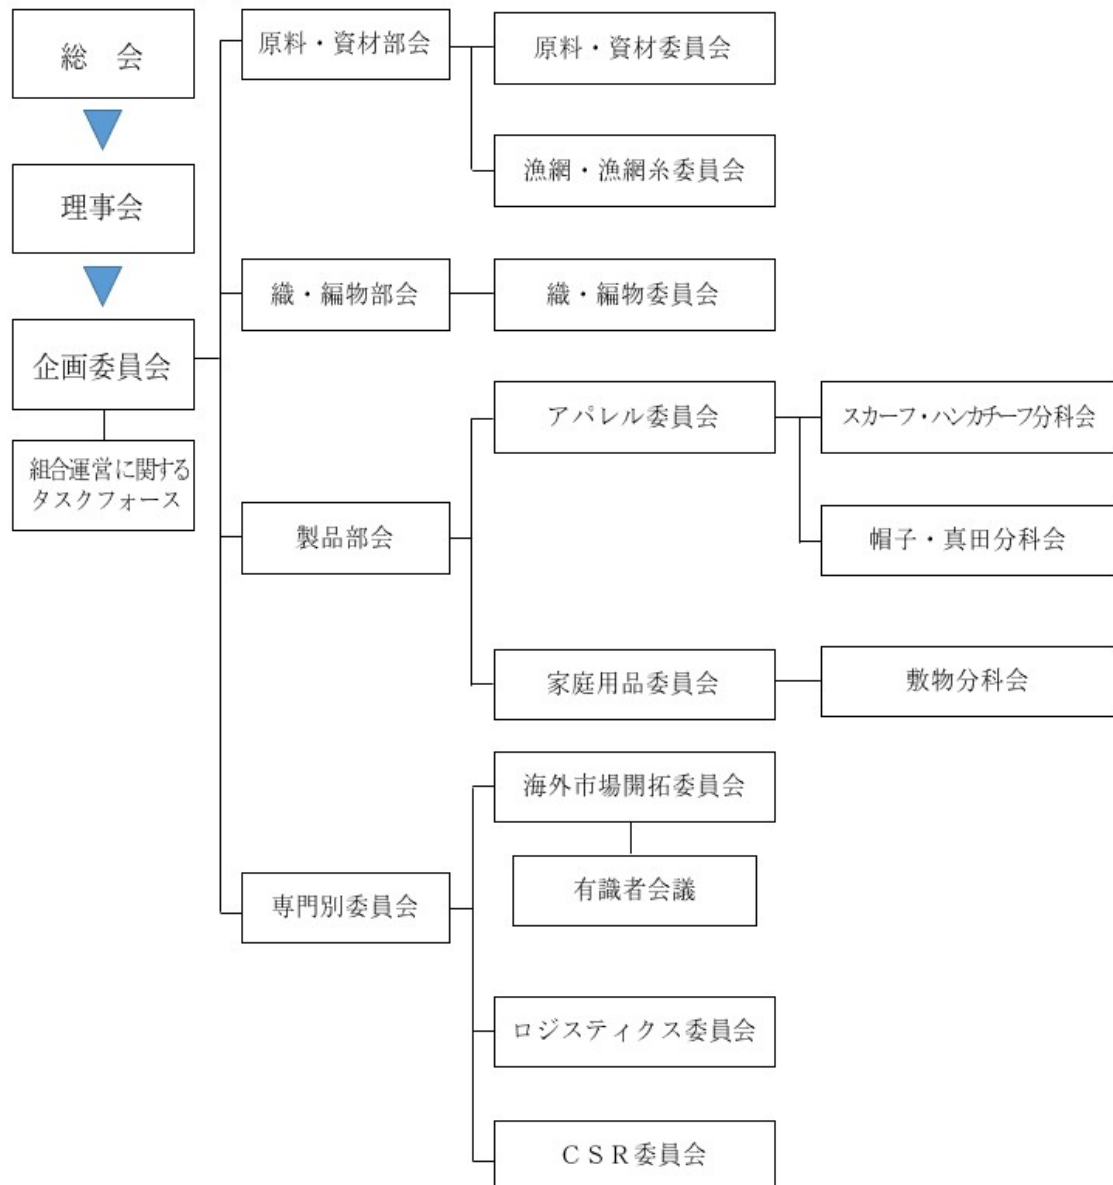 総　会
理事会
企画委員会
組合運営に関する
タスクフォース
原料・資材部会
原料・資材委員会
漁網・漁網糸委員会
織・編物部会
織・編物委員会
製品部会
アパレル委員会
スカーフ・ハンカチーフ分科会
帽子・真田分科会
家庭用品委員会
敷物分科会
専門別委員会
海外市場開拓委員会
有識者会議
ロジスティクス委員会
ＣＳＲ委員会